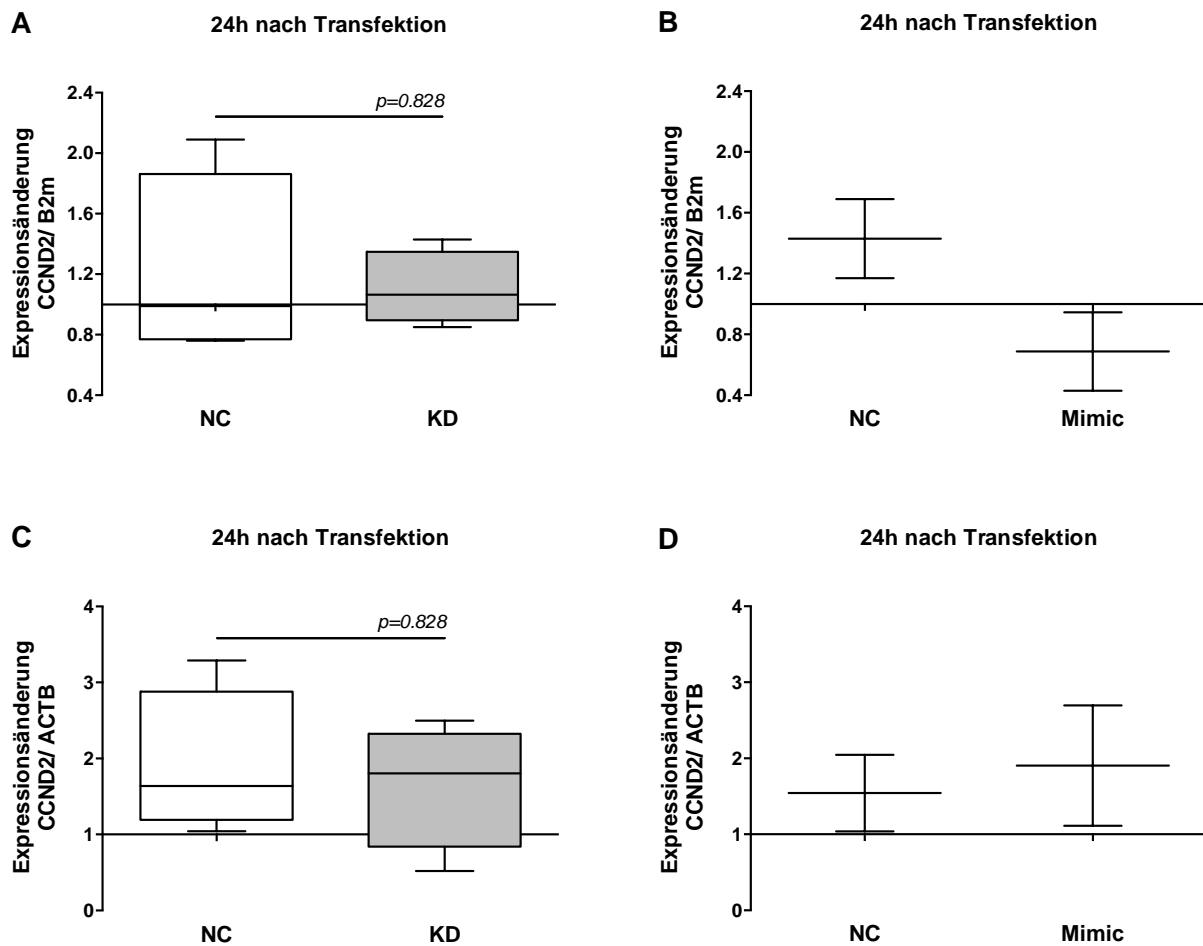 A
24h nach Transfektion
Expressionsänderung
CCND2/ B2m
2.4
2.0
1.6
1.2
0.8
0.4
p=0.828
NC
KD
B
24h nach Transfektion
Expressionsänderung
CCND2/ B2m
2.4
2.0
1.6
1.2
0.8
0.4
NC
Mimic
C
24h nach Transfektion
Expressionsänderung
CCND2/ ACTB
4
3
2
1
0
p=0.828
NC
KD
D
24h nach Transfektion
Expressionsänderung
CCND2/ ACTB
4
3
2
1
0
NC
Mimic